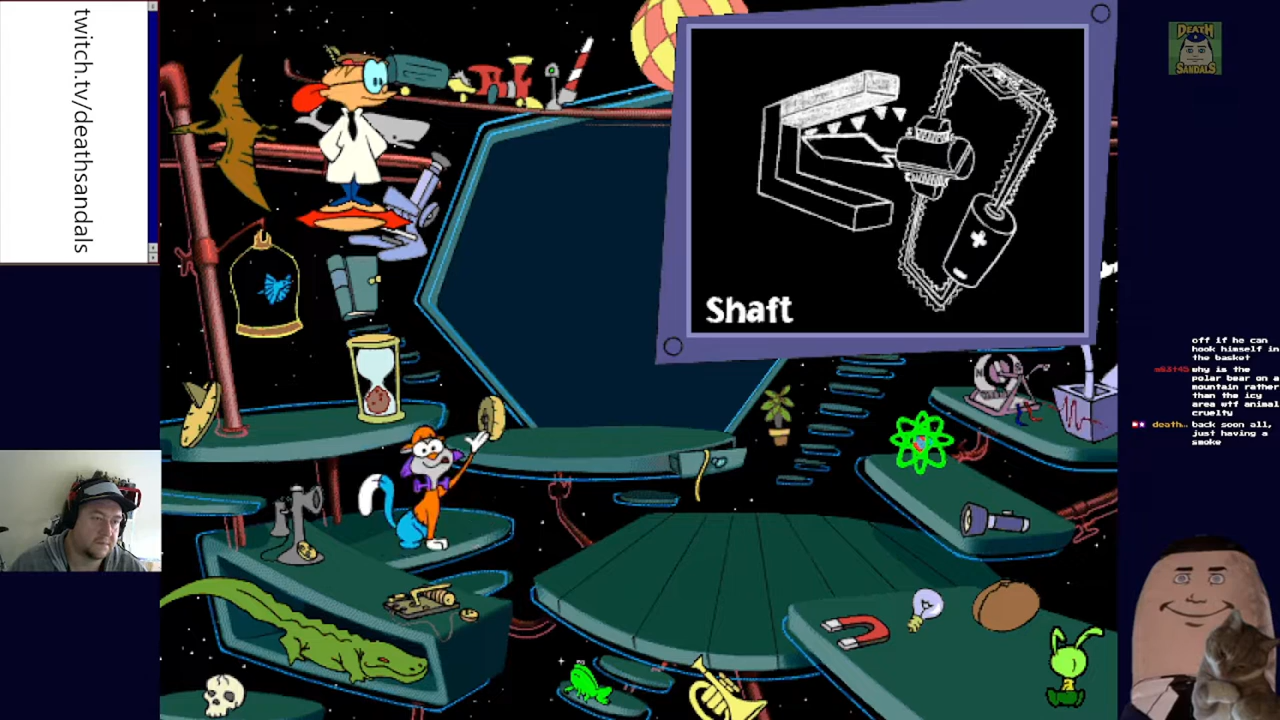 twitch.tv/deathsandals
DEATH
SANDALS
Shaft
off if he can
hook himself in
the basket
why is the
polar bear on a
mountain rather
than the icy
area wtf animal
cruelty
death… back soon all,
just having a
smoke